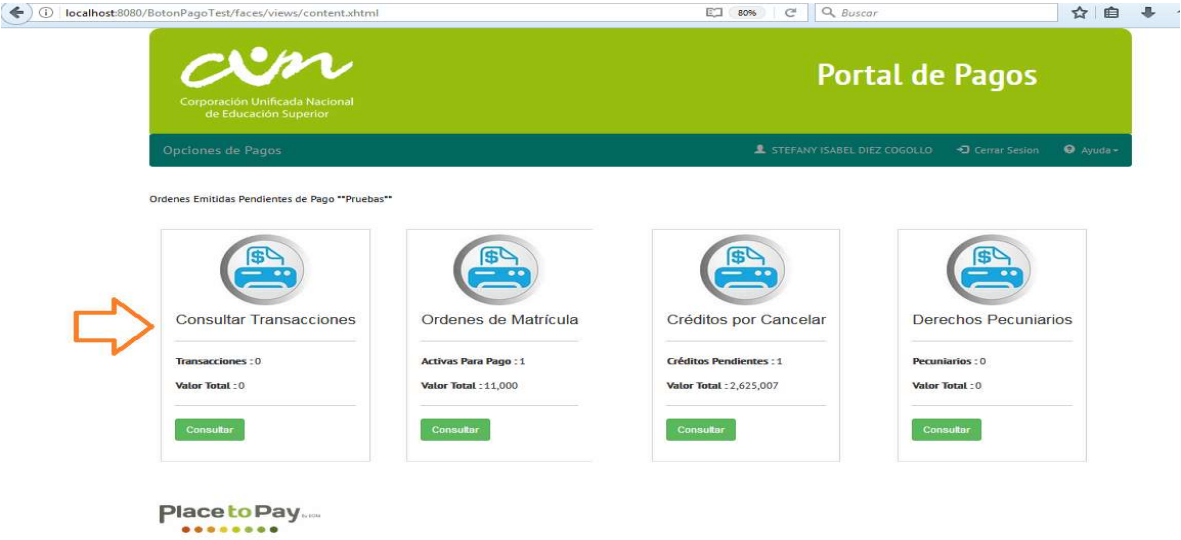 localhost:8080/BotonPagoTest/faces/views/content.xhtml
80%
Buscar
cun
Corporación Unificada Nacional
de Educación Superior
Portal de Pagos
Opciones de Pagos
STEFANY ISABEL DIEZ COGOLLO
Cerrar Sesion
Ayuda
Ordenes Emitidas Pendientes de Pago **Pruebas**
Consultar Transacciones
Transacciones : 0
Valor Total : 0
Consultar
Ordenes de Matrícula
Activas Para Pago : 1
Valor Total : 11,000
Consultar
Créditos por Cancelar
Créditos Pendientes : 1
Valor Total : 2,625,007
Consultar
Derechos Pecuniarios
Pecuniarios : 0
Valor Total : 0
Consultar
PlacetoPay